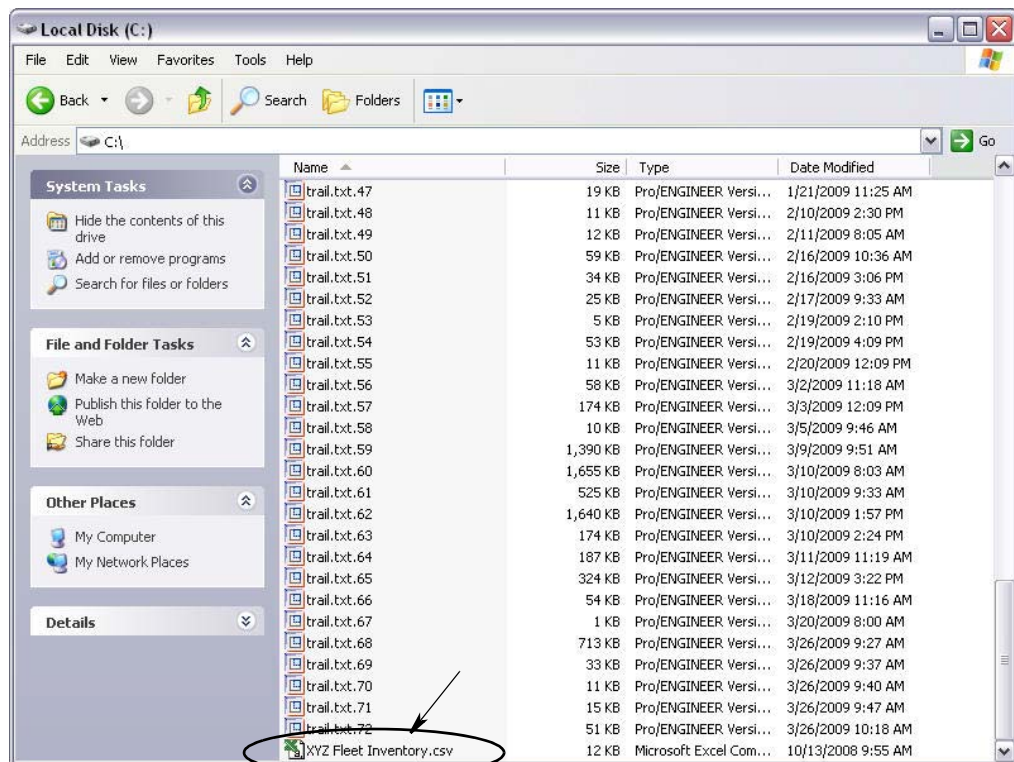 Local Disk (C:)
File Edit View Favorites Tools Help
Back Search Folders
Address C:\ Go
Name Size Type Date Modified
System Tasks
Hide the contents of this
drive
Add or remove programs
Search for files or folders
File and Folder Tasks
Make a new folder
Publish this folder to the
Web
Share this folder
Other Places
My Computer
My Network Places
Details
trail.txt.47 19 KB Pro/ENGINEER Versi... 1/21/2009 11:25 AM
trail.txt.48 11 KB Pro/ENGINEER Versi... 2/10/2009 2:30 PM
trail.txt.49 12 KB Pro/ENGINEER Versi... 2/11/2009 8:05 AM
trail.txt.50 59 KB Pro/ENGINEER Versi... 2/16/2009 10:36 AM
trail.txt.51 34 KB Pro/ENGINEER Versi... 2/16/2009 3:06 PM
trail.txt.52 25 KB Pro/ENGINEER Versi... 2/17/2009 9:33 AM
trail.txt.53 5 KB Pro/ENGINEER Versi... 2/19/2009 2:10 PM
trail.txt.54 53 KB Pro/ENGINEER Versi... 2/19/2009 4:09 PM
trail.txt.55 11 KB Pro/ENGINEER Versi... 2/20/2009 12:09 PM
trail.txt.56 58 KB Pro/ENGINEER Versi... 3/2/2009 11:18 AM
trail.txt.57 174 KB Pro/ENGINEER Versi... 3/3/2009 12:09 PM
trail.txt.58 10 KB Pro/ENGINEER Versi... 3/5/2009 9:46 AM
trail.txt.59 1,390 KB Pro/ENGINEER Versi... 3/9/2009 9:51 AM
trail.txt.60 1,655 KB Pro/ENGINEER Versi... 3/10/2009 8:03 AM
trail.txt.61 525 KB Pro/ENGINEER Versi... 3/10/2009 9:33 AM
trail.txt.62 1,640 KB Pro/ENGINEER Versi... 3/10/2009 1:57 PM
trail.txt.63 174 KB Pro/ENGINEER Versi... 3/10/2009 2:24 PM
trail.txt.64 187 KB Pro/ENGINEER Versi... 3/11/2009 11:19 AM
trail.txt.65 324 KB Pro/ENGINEER Versi... 3/12/2009 3:22 PM
trail.txt.66 54 KB Pro/ENGINEER Versi... 3/18/2009 11:16 AM
trail.txt.67 1 KB Pro/ENGINEER Versi... 3/20/2009 8:00 AM
trail.txt.68 713 KB Pro/ENGINEER Versi... 3/26/2009 9:27 AM
trail.txt.69 33 KB Pro/ENGINEER Versi... 3/26/2009 9:37 AM
trail.txt.70 11 KB Pro/ENGINEER Versi... 3/26/2009 9:40 AM
trail.txt.71 15 KB Pro/ENGINEER Versi... 3/26/2009 9:47 AM
trail.txt.72 51 KB Pro/ENGINEER Versi... 3/26/2009 10:18 AM
XYZ Fleet Inventory.csv 12 KB Microsoft Excel Com... 10/13/2008 9:55 AM